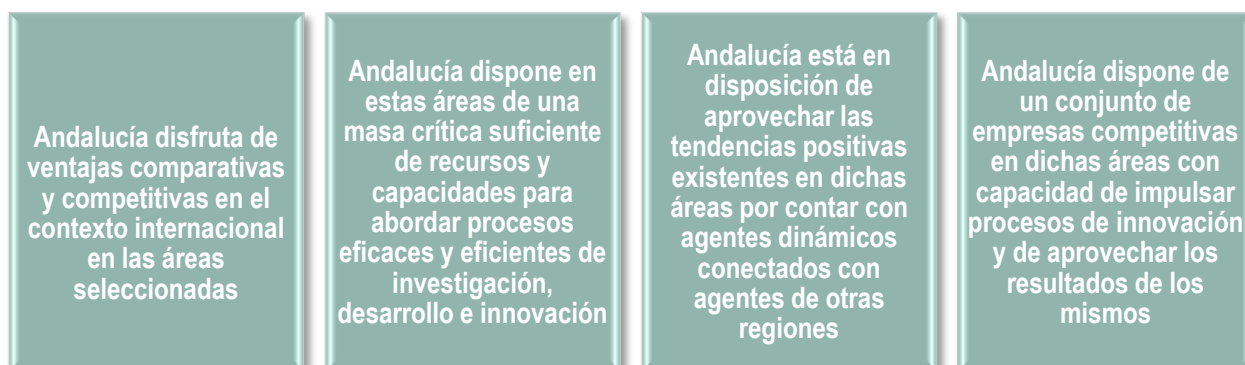 Andalucía disfruta de
ventajas comparativas
y competitivas en el
contexto internacional
en las áreas
seleccionadas
Andalucía dispone en
estas áreas de una
masa crítica suficiente
de recursos y
capacidades para
abordar procesos
eficaces y eficientes de
investigación,
desarrollo e innovación
Andalucía está en
disposición de
aprovechar las
tendencias positivas
existentes en dichas
áreas por contar con
agentes dinámicos
conectados con
agentes de otras
regiones
Andalucía dispone de
un conjunto de
empresas competitivas
en dichas áreas con
capacidad de impulsar
procesos de innovación
y de aprovechar los
resultados de los
mismos